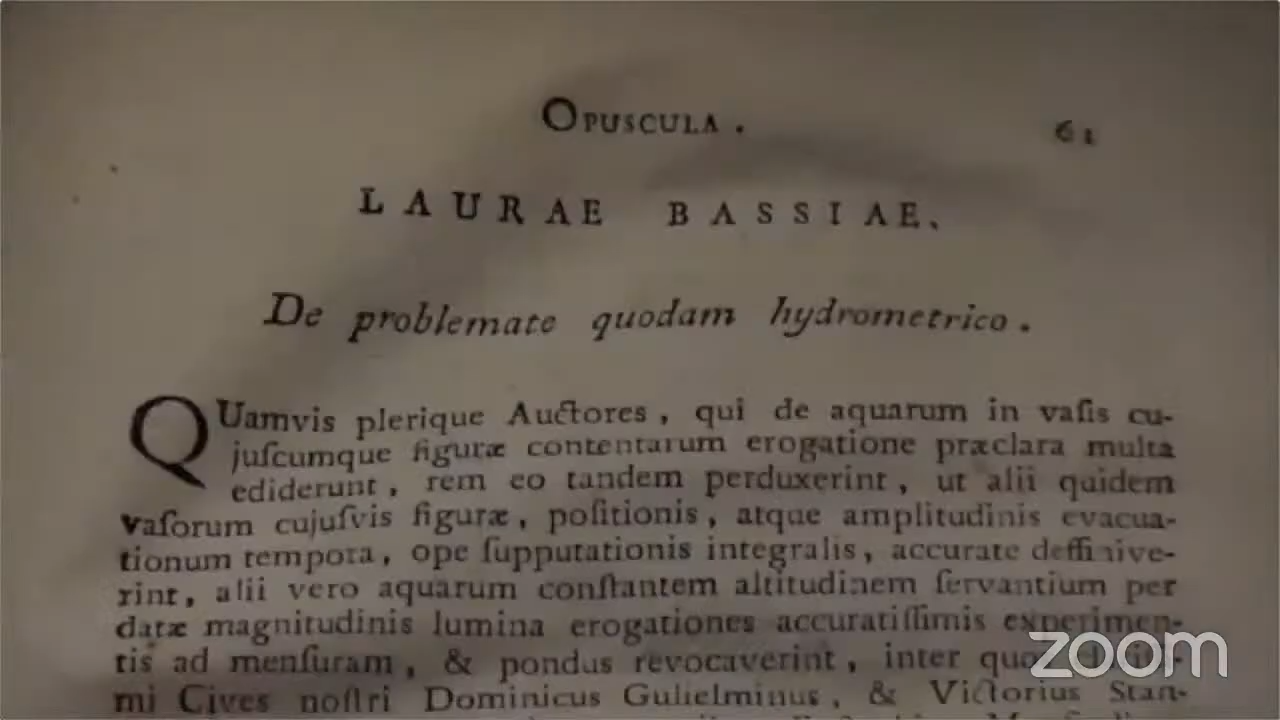 OPUSCULA. 61
LAURAE BASSIAE.
De problemate quodam hydrometrico.
QUamvis plerique Auctores, qui de aquarum in vaſis cu-
juſcumque figuræ contentarum erogatione præclara multa
ediderunt, rem eo tandem perduxerint, ut alii quidem
vaſorum cujuſvis figuræ, poſitionis, atque amplitudinis evacua-
tionum tempora, ope ſupputationis integralis, accurate deffinive-
rint, alii vero aquarum conſtantem altitudinem ſervantium per
datæ magnitudinis lumina erogationes accuratiſſimis experimen-
tis ad menſuram, & pondus revocaverint, inter
mi Cives noſtri Dominicus Gulielminus, & Victorius Stan-
zoom